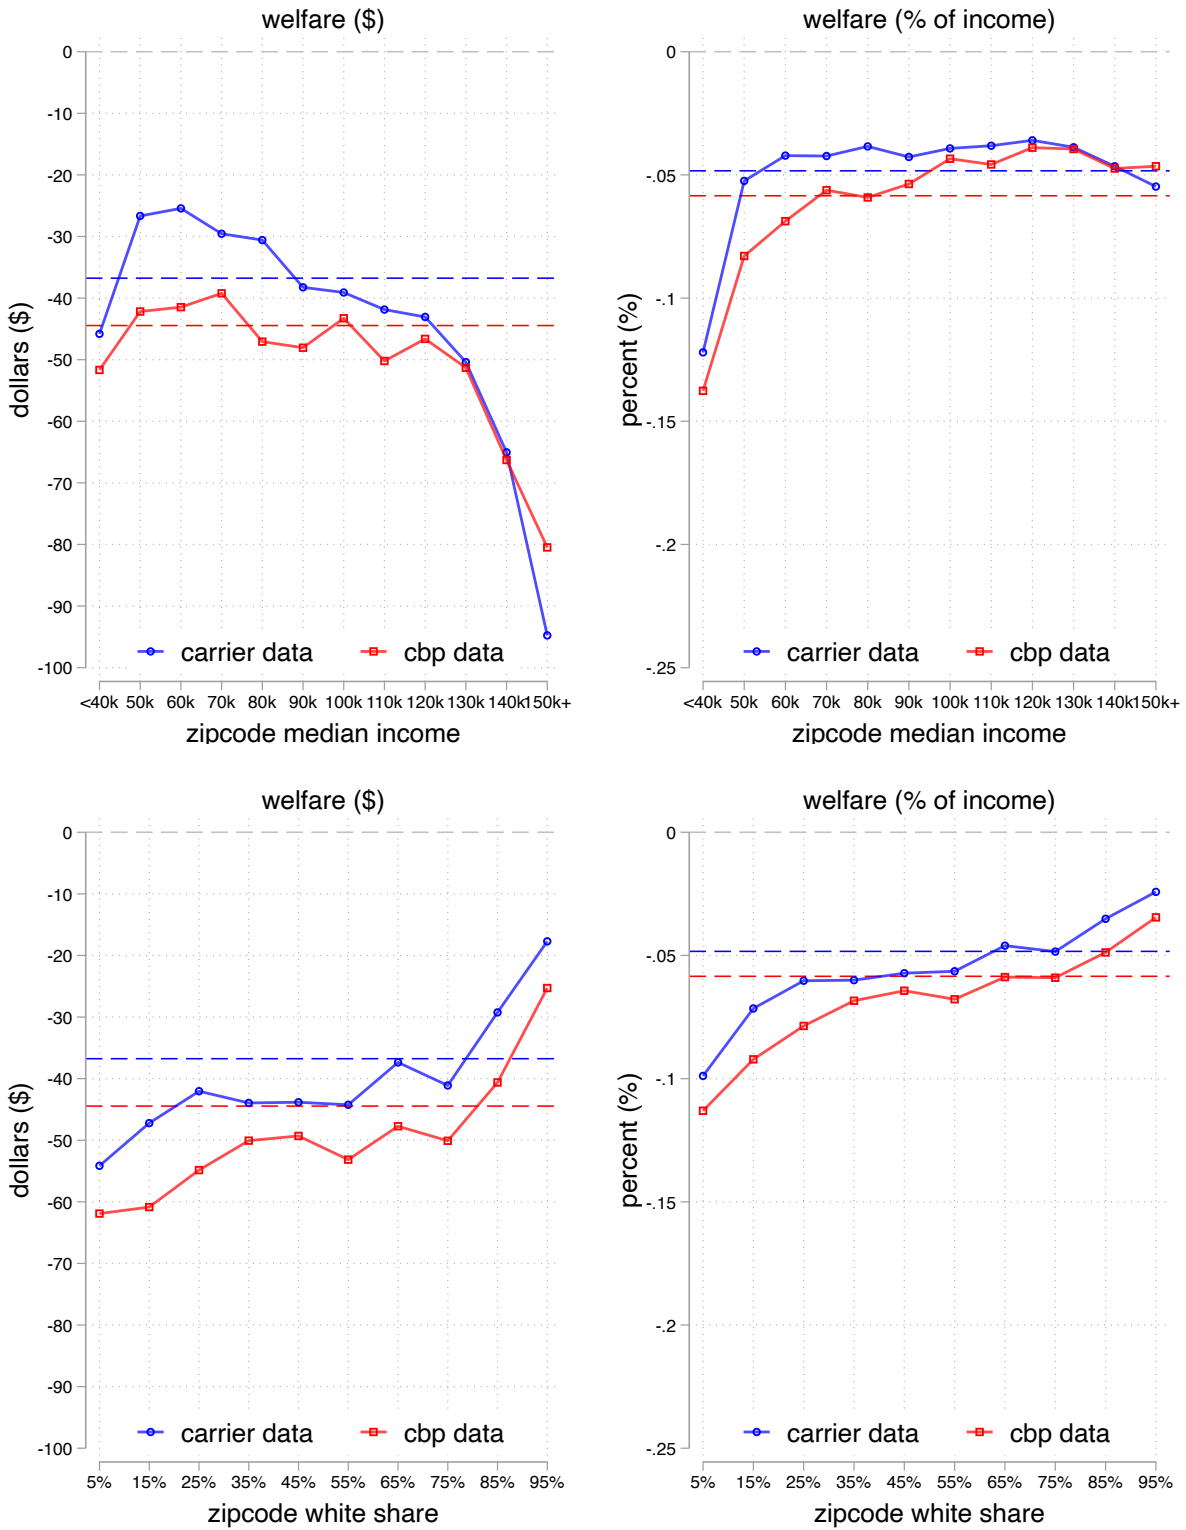 welfare ($)
0
-10
-20
-30
-40
-50
-60
-70
-80
-90
-100
dollars ($)
carrier data
cbp data
<40k 50k 60k 70k 80k 90k 100k 110k 120k 130k 140k 150k+
zipcode median income
welfare (% of income)
0
-.05
-.1
-.15
-.2
-.25
percent (%)
carrier data
cbp data
<40k 50k 60k 70k 80k 90k 100k 110k 120k 130k 140k 150k+
zipcode median income
welfare ($)
0
-10
-20
-30
-40
-50
-60
-70
-80
-90
-100
dollars ($)
carrier data
cbp data
5% 15% 25% 35% 45% 55% 65% 75% 85% 95%
zipcode white share
welfare (% of income)
0
-.05
-.1
-.15
-.2
-.25
percent (%)
carrier data
cbp data
5% 15% 25% 35% 45% 55% 65% 75% 85% 95%
zipcode white share